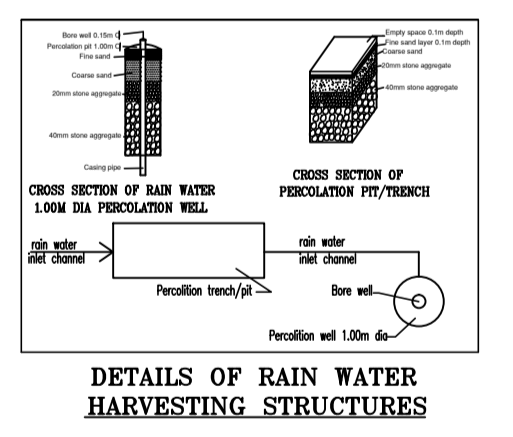 Bore well 0.15m
Percolation pit 1.00m
Fine sand
Coarse sand
20mm stone aggregate
40mm stone aggregate
Casing pipe
CROSS SECTION OF RAIN WATER
1.00M DIA PERCOLATION WELL
Empty space 0.1m depth
Fine sand layer 0.1m depth
Coarse sand
20mm stone aggregate
40mm stone aggregate
CROSS SECTION OF
PERCOLATION PIT/TRENCH
rain water
inlet channel
Percolition trench/pit
rain water
inlet channel
Bore well
Percolition well 1.00m dia
DETAILS OF RAIN WATER
HARVESTING STRUCTURES